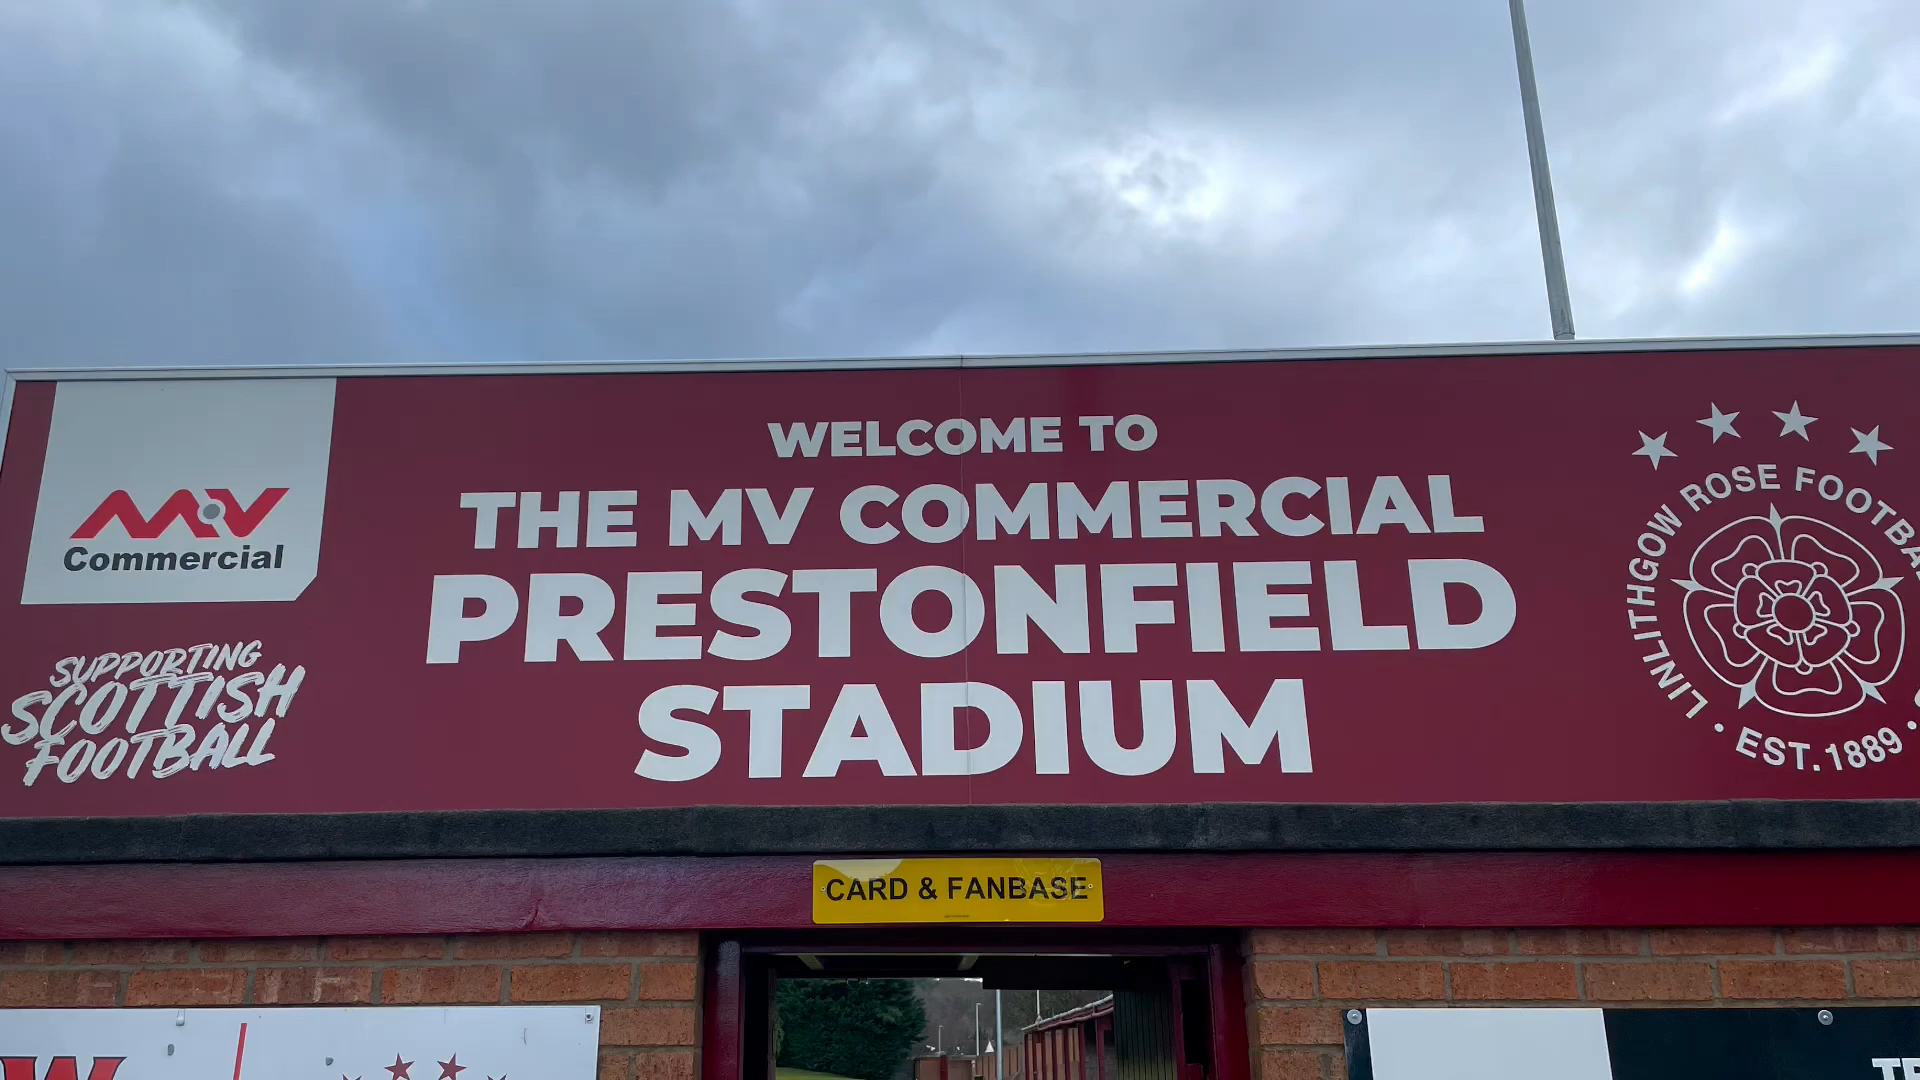 WELCOME TO
THE MV COMMERCIAL
PRESTONFIELD
STADIUM
MV
Commercial
SUPPORTING
SCOTTISH
FOOTBALL
LINLITHGOW ROSE FOOTBA
EST. 1889
CARD & FANBASE